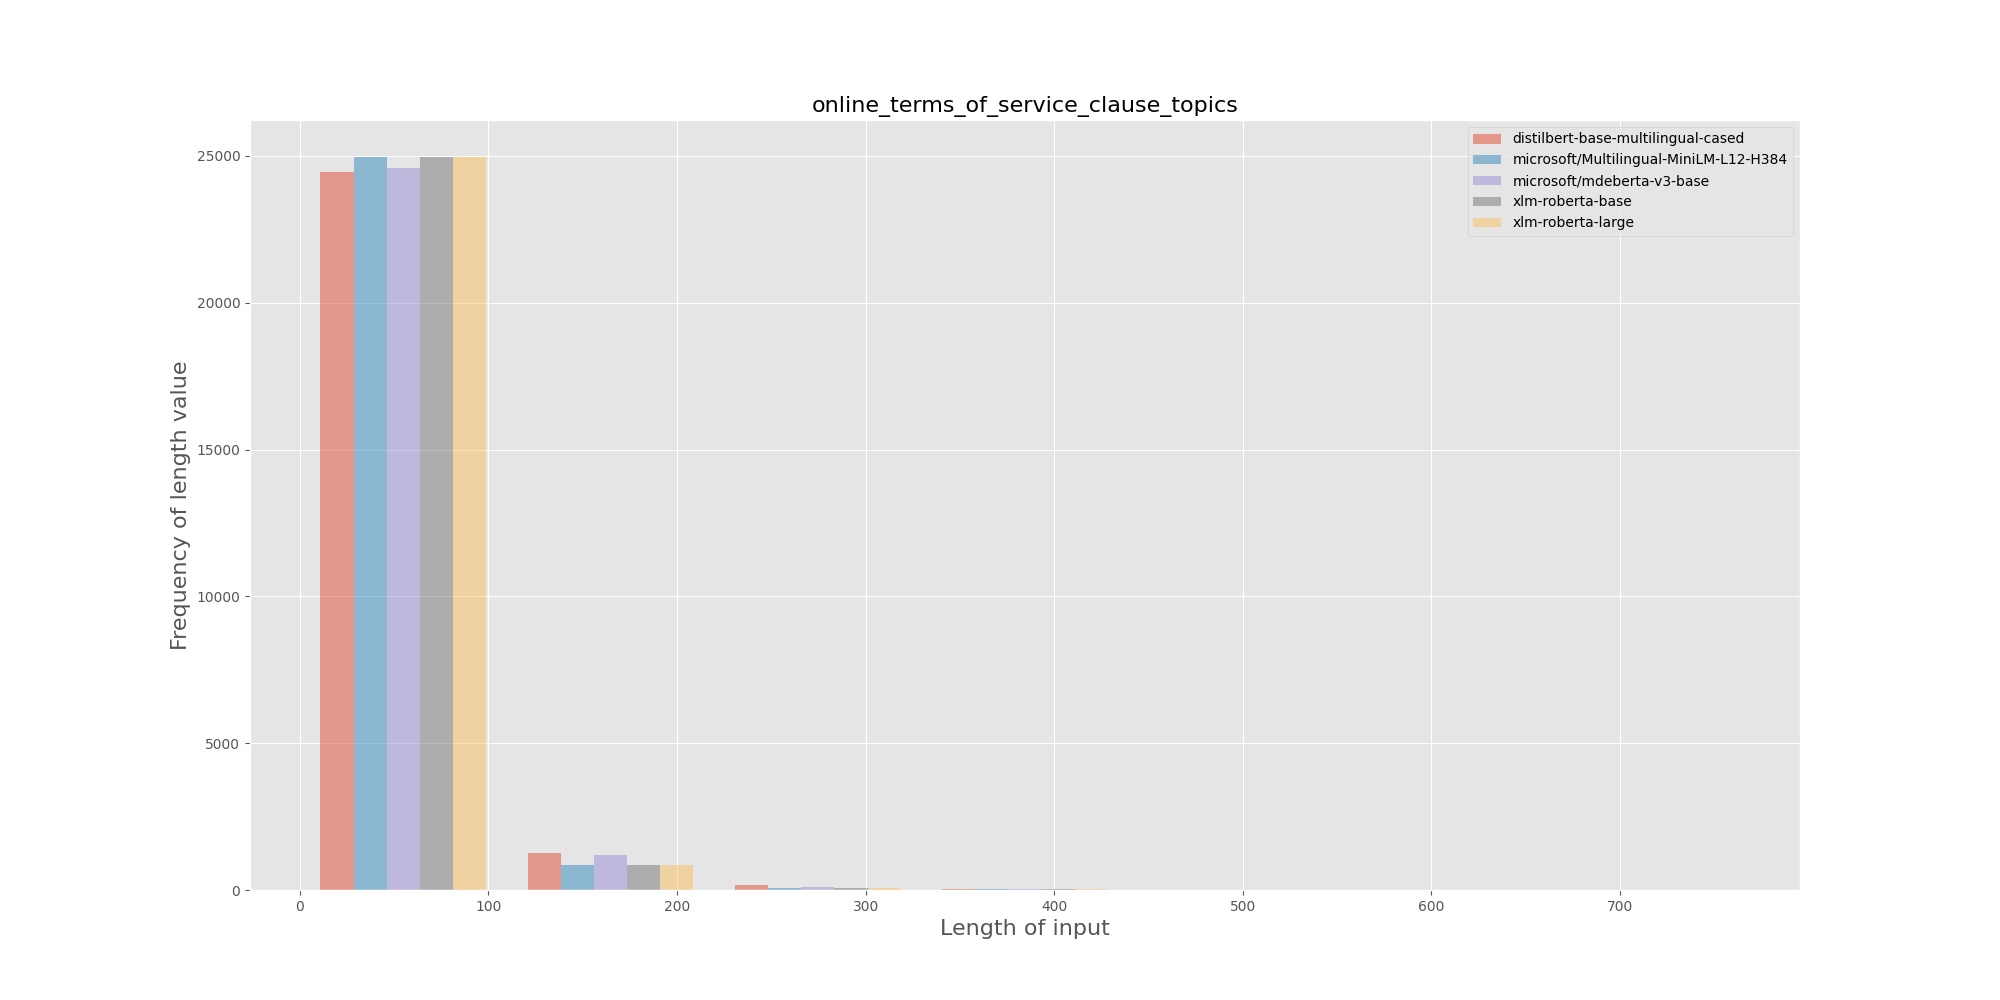 online_terms_of_service_clause_topics
distilbert-base-multilingual-cased
microsoft/Multilingual-MiniLM-L12-H384
microsoft/mdeberta-v3-base
xlm-roberta-base
xlm-roberta-large
Frequency of length value
25000
20000
15000
10000
5000
0
0 100 200 300 400 500 600 700
Length of input